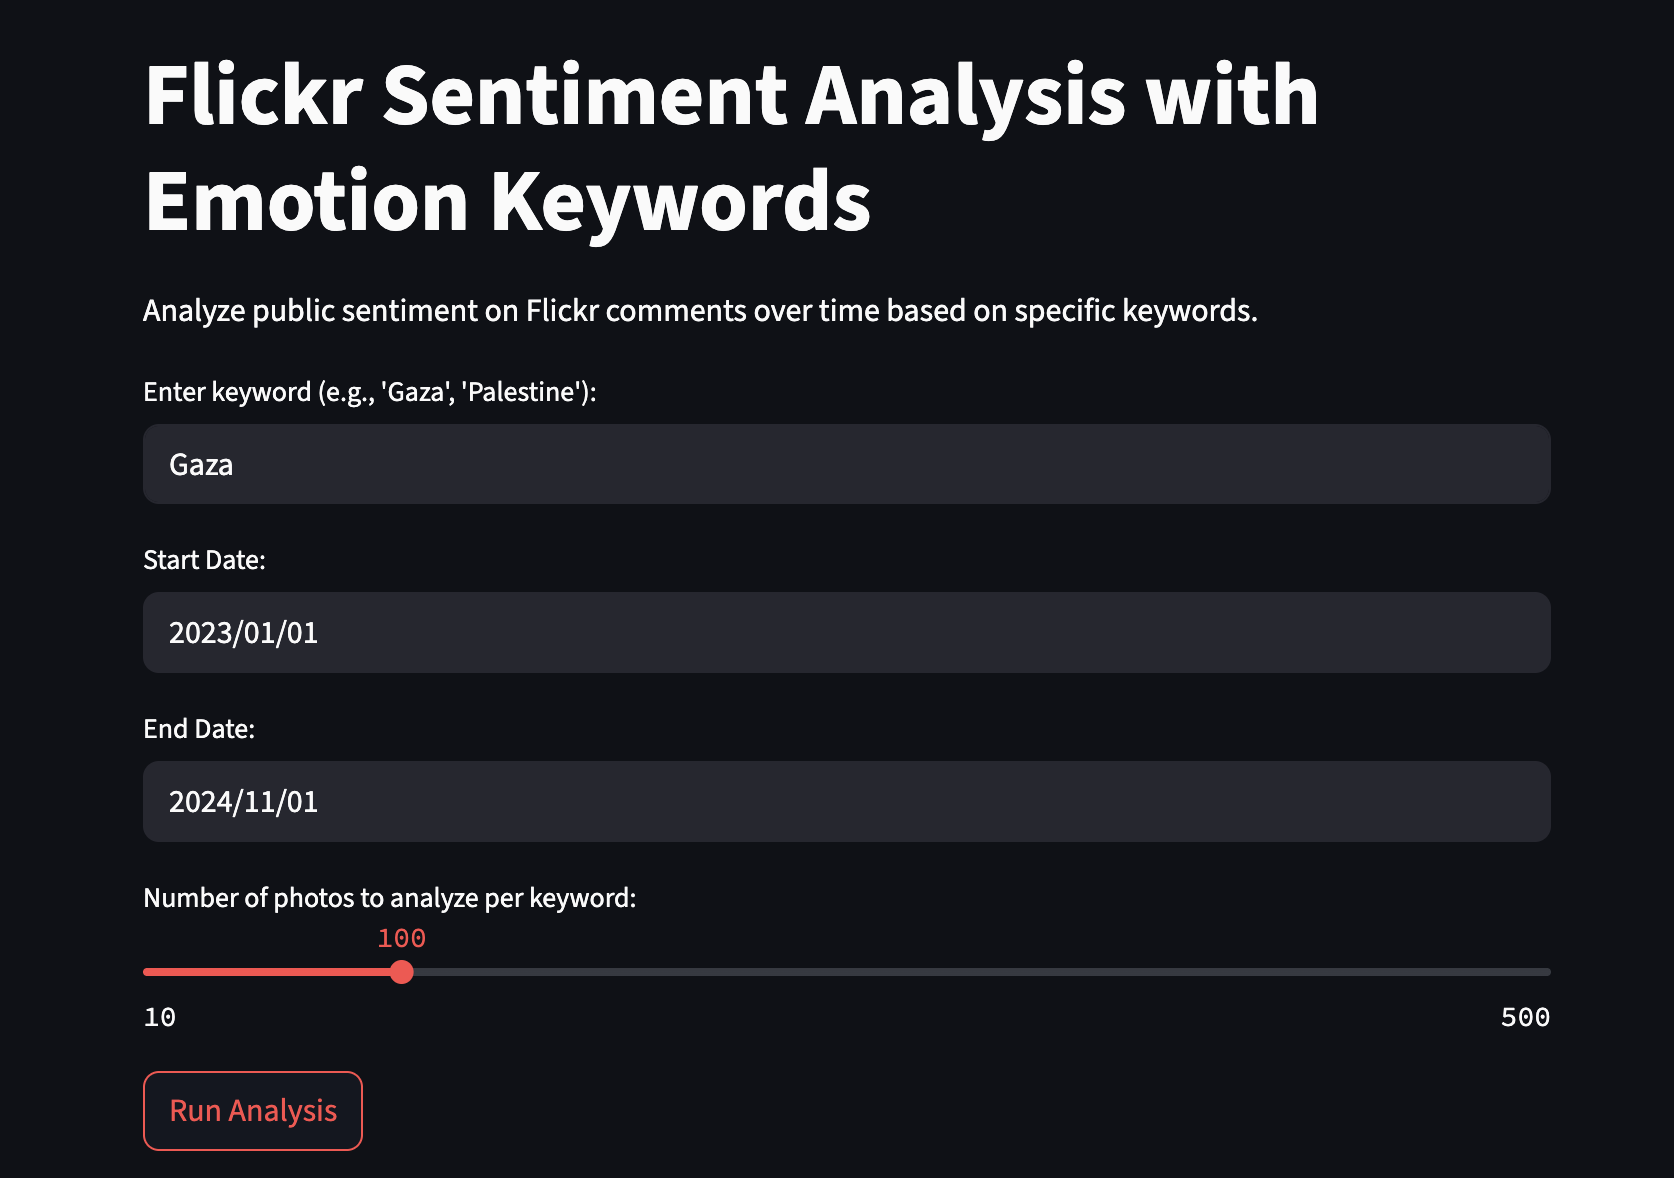 Flickr Sentiment Analysis with
Emotion Keywords
Analyze public sentiment on Flickr comments over time based on specific keywords.
Enter keyword (e.g., 'Gaza', 'Palestine'):
Gaza
Start Date:
2023/01/01
End Date:
2024/11/01
Number of photos to analyze per keyword:
100
10 500
Run Analysis